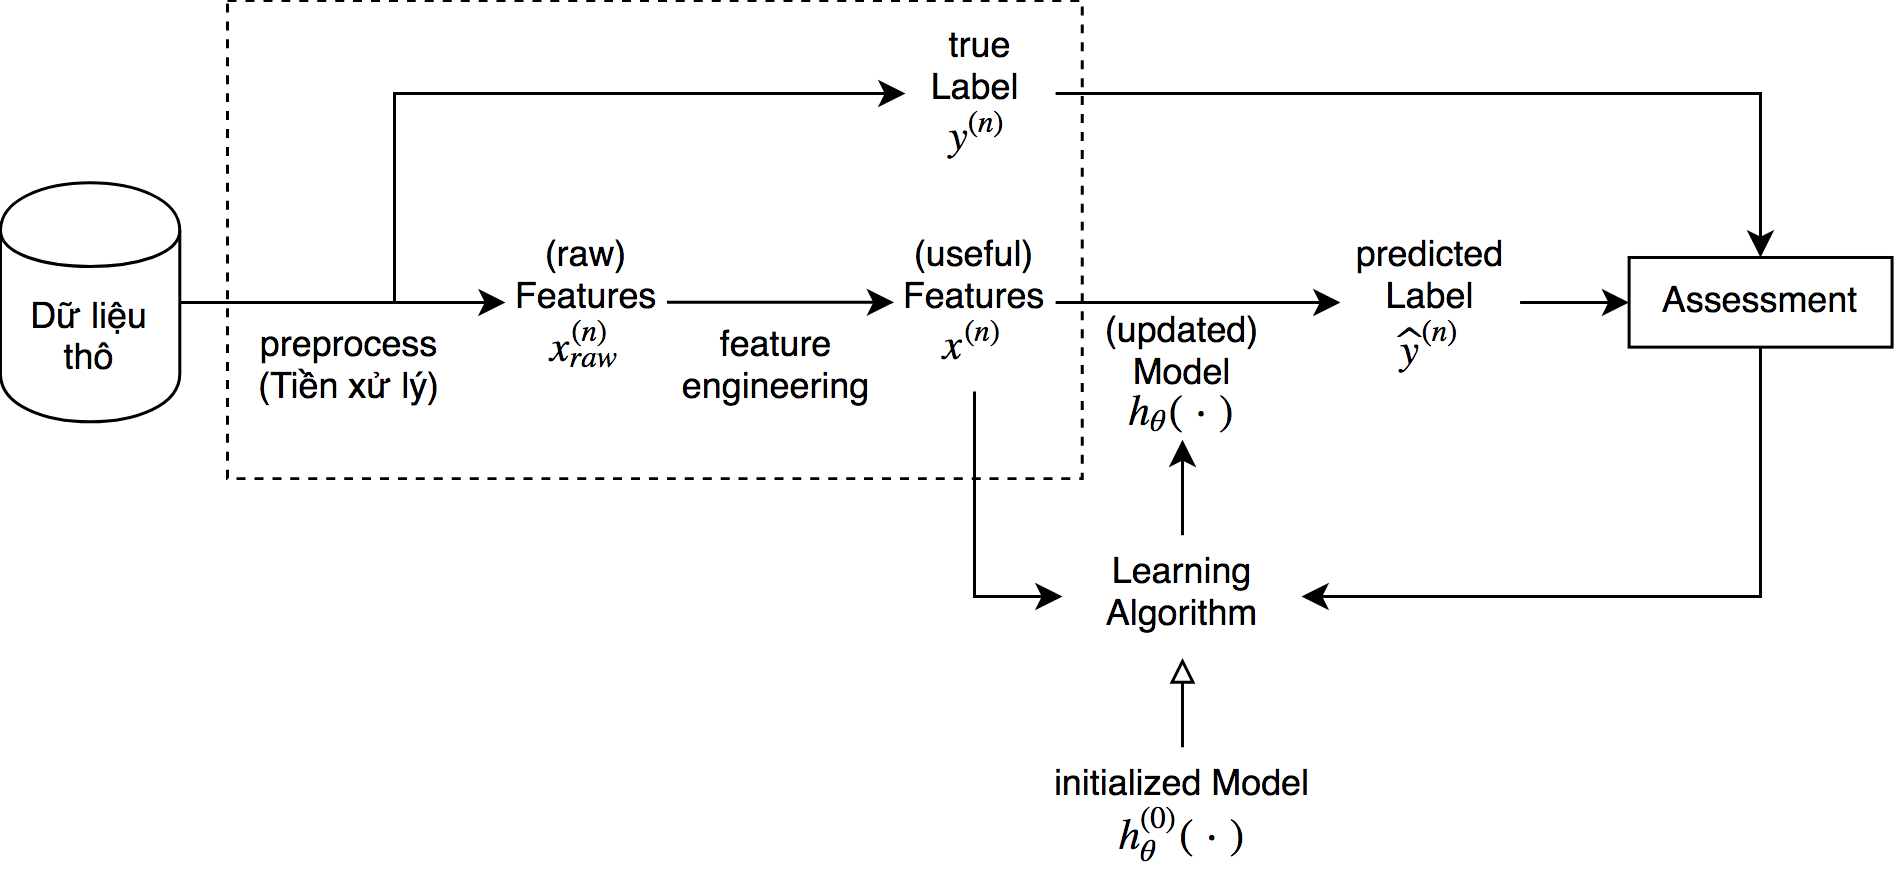 true
Label
y^(n)
Dữ liệu
thô
preprocess
(Tiền xử lý)
(raw)
Features
x_raw^(n)
feature
engineering
(useful)
Features
x^(n)
(updated)
Model
h_θ(·)
predicted
Label
ŷ^(n)
Assessment
Learning
Algorithm
initialized Model
h_θ^(0)(·)